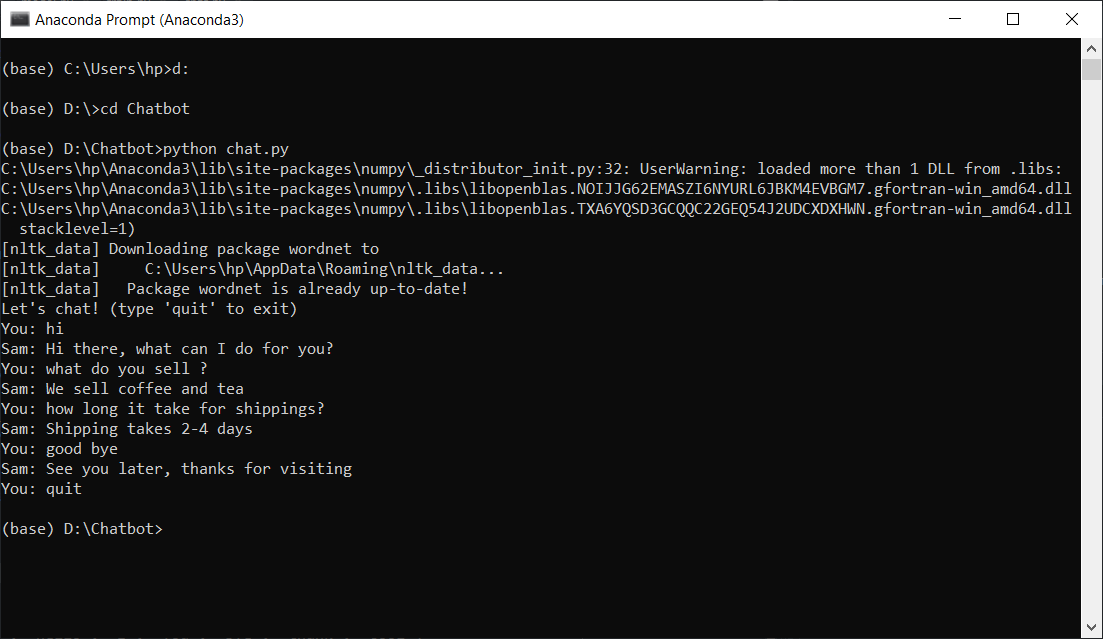 Anaconda Prompt (Anaconda3)
(base) C:\Users\hp>d:
(base) D:\>cd Chatbot
(base) D:\Chatbot>python chat.py
C:\Users\hp\Anaconda3\lib\site-packages\numpy\_distributor_init.py:32: UserWarning: loaded more than 1 DLL from .libs:
C:\Users\hp\Anaconda3\lib\site-packages\numpy\.libs\libopenblas.NOIJJG62EMASZI6NYURL6JBKM4EVBGM7.gfortran-win_amd64.dll
C:\Users\hp\Anaconda3\lib\site-packages\numpy\.libs\libopenblas.TXA6YQSD3GCQQC22GEQ54J2UDCXDXHWN.gfortran-win_amd64.dll
  stacklevel=1)
[nltk_data] Downloading package wordnet to
[nltk_data]     C:\Users\hp\AppData\Roaming\nltk_data...
[nltk_data]   Package wordnet is already up-to-date!
Let's chat! (type 'quit' to exit)
You: hi
Sam: Hi there, what can I do for you?
You: what do you sell ?
Sam: We sell coffee and tea
You: how long it take for shippings?
Sam: Shipping takes 2-4 days
You: good bye
Sam: See you later, thanks for visiting
You: quit
(base) D:\Chatbot>